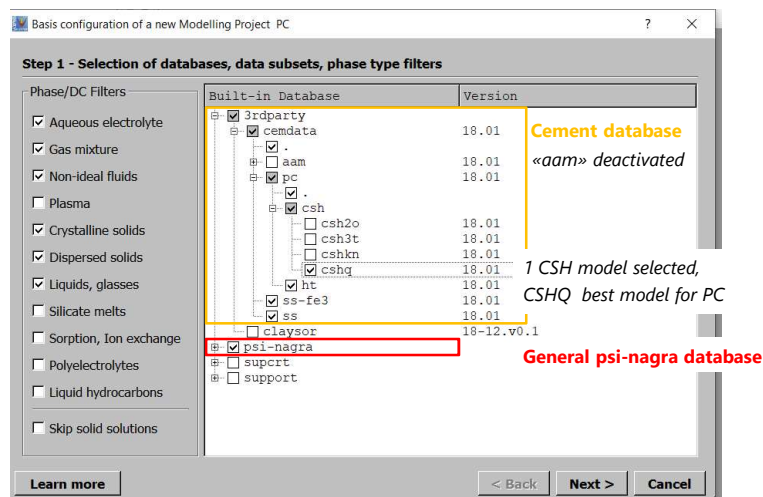 Basis configuration of a new Modelling Project PC
? ×
Step 1 - Selection of databases, data subsets, phase type filters
Phase/DC Filters
Aqueous electrolyte
Gas mixture
Non-ideal fluids
Plasma
Crystalline solids
Dispersed solids
Liquids, glasses
Silicate melts
Sorption, Ion exchange
Polyelectrolytes
Liquid hydrocarbons
Skip solid solutions
Built-in Database Version
3rdparty
cemdata 18.01
.
aam 18.01
pc 18.01
.
csh
csh2o 18.01
csh3t 18.01
cshkn 18.01
cshq 18.01
ht 18.01
ss-fe3 18.01
ss 18.01
claysor 18-12.v0.1
psi-nagra
supcrt
support
Cement database
«aam» deactivated
1 CSH model selected,
CSHQ best model for PC
General psi-nagra database
Learn more
< Back Next > Cancel